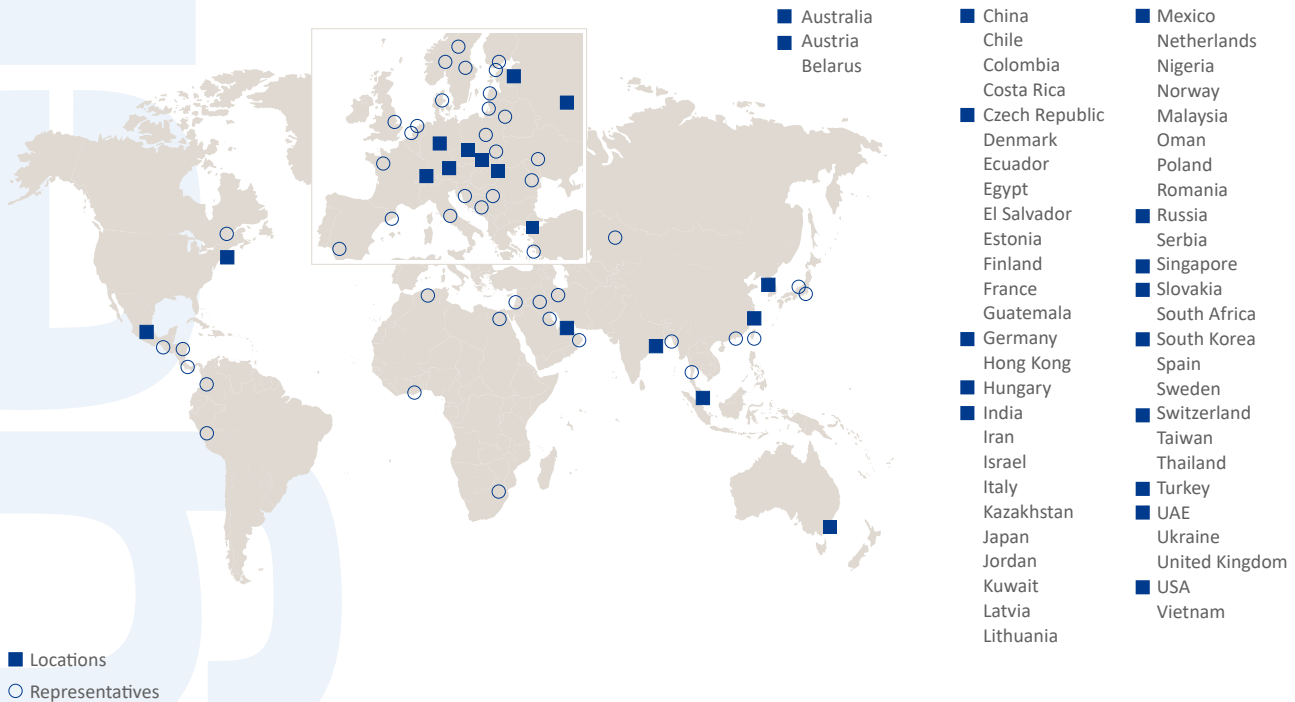 Australia
Austria
Belarus
China
Chile
Colombia
Costa Rica
Czech Republic
Denmark
Ecuador
Egypt
El Salvador
Estonia
Finland
France
Guatemala
Germany
Hong Kong
Hungary
India
Iran
Israel
Italy
Kazakhstan
Japan
Jordan
Kuwait
Latvia
Lithuania
Mexico
Netherlands
Nigeria
Norway
Malaysia
Oman
Poland
Romania
Russia
Serbia
Singapore
Slovakia
South Africa
South Korea
Spain
Sweden
Switzerland
Taiwan
Thailand
Turkey
UAE
Ukraine
United Kingdom
USA
Vietnam
Locations
Representatives